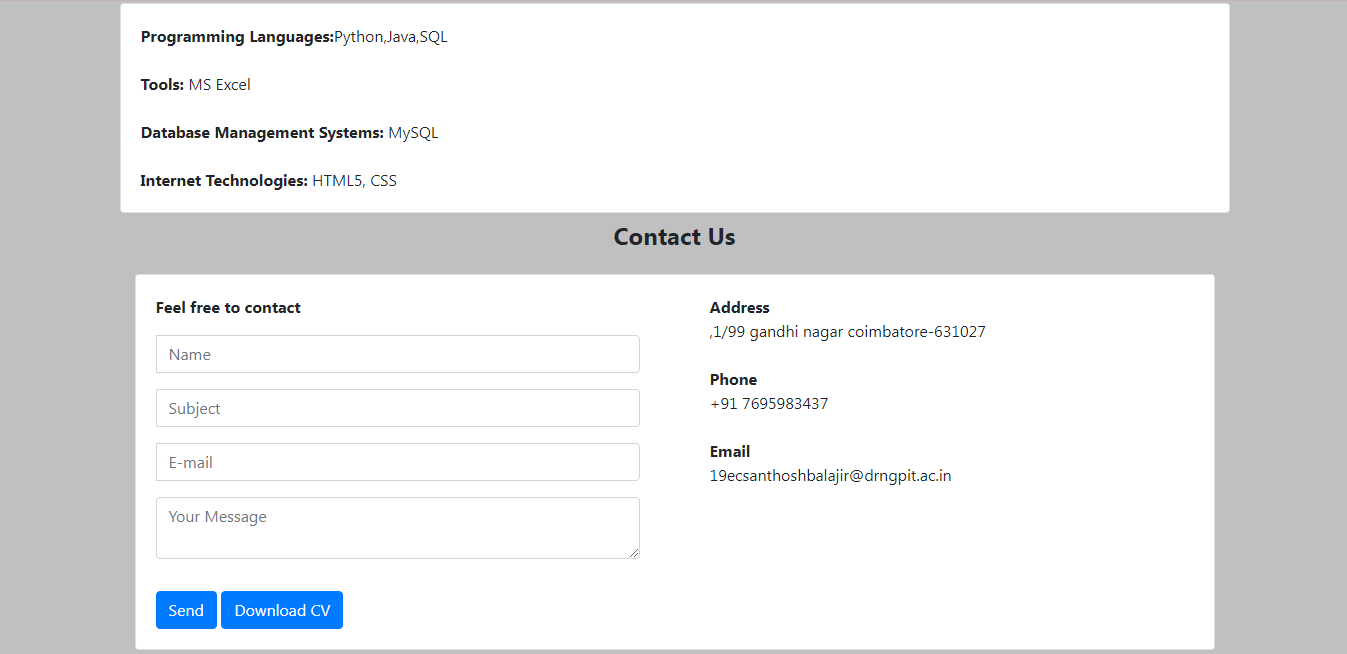 Programming Languages:Python,Java,SQL
Tools: MS Excel
Database Management Systems: MySQL
Internet Technologies: HTML5, CSS
Contact Us
Feel free to contact
Name
Subject
E-mail
Your Message
Send
Download CV
Address
,1/99 gandhi nagar coimbatore-631027
Phone
+91 7695983437
Email
19ecsanthoshbalajir@drngpit.ac.in